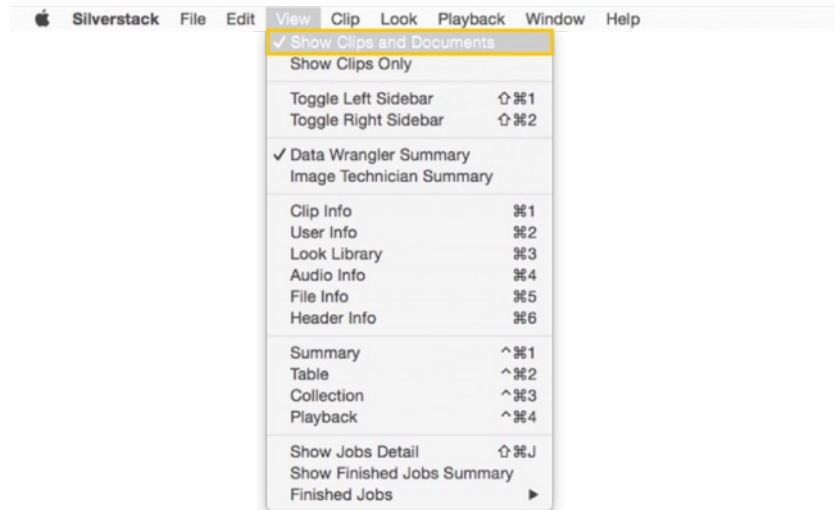 Silverstack File Edit View Clip Look Playback Window Help
✓ Show Clips and Documents
Show Clips Only
Toggle Left Sidebar ⇧⌘1
Toggle Right Sidebar ⇧⌘2
✓ Data Wrangler Summary
Image Technician Summary
Clip Info ⌘1
User Info ⌘2
Look Library ⌘3
Audio Info ⌘4
File Info ⌘5
Header Info ⌘6
Summary ^⌘1
Table ^⌘2
Collection ^⌘3
Playback ^⌘4
Show Jobs Detail ⇧⌘J
Show Finished Jobs Summary
Finished Jobs ▶